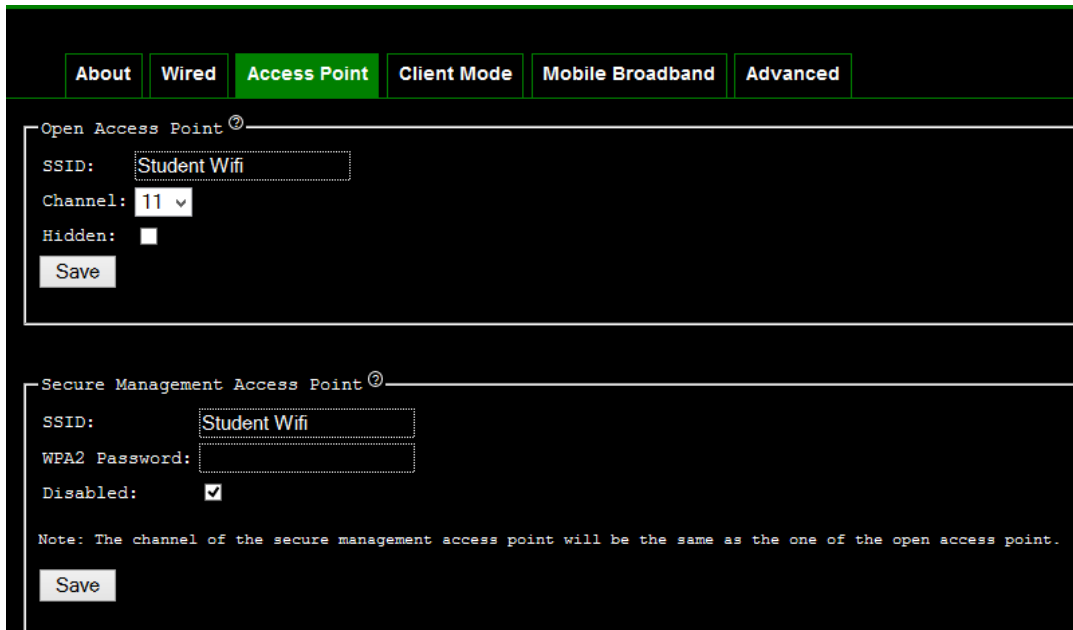 About Wired Access Point Client Mode Mobile Broadband Advanced
Open Access Point ?
SSID: Student Wifi
Channel: 11
Hidden:
Save
Secure Management Access Point ?
SSID: Student Wifi
WPA2 Password:
Disabled:
Note: The channel of the secure management access point will be the same as the one of the open access point.
Save